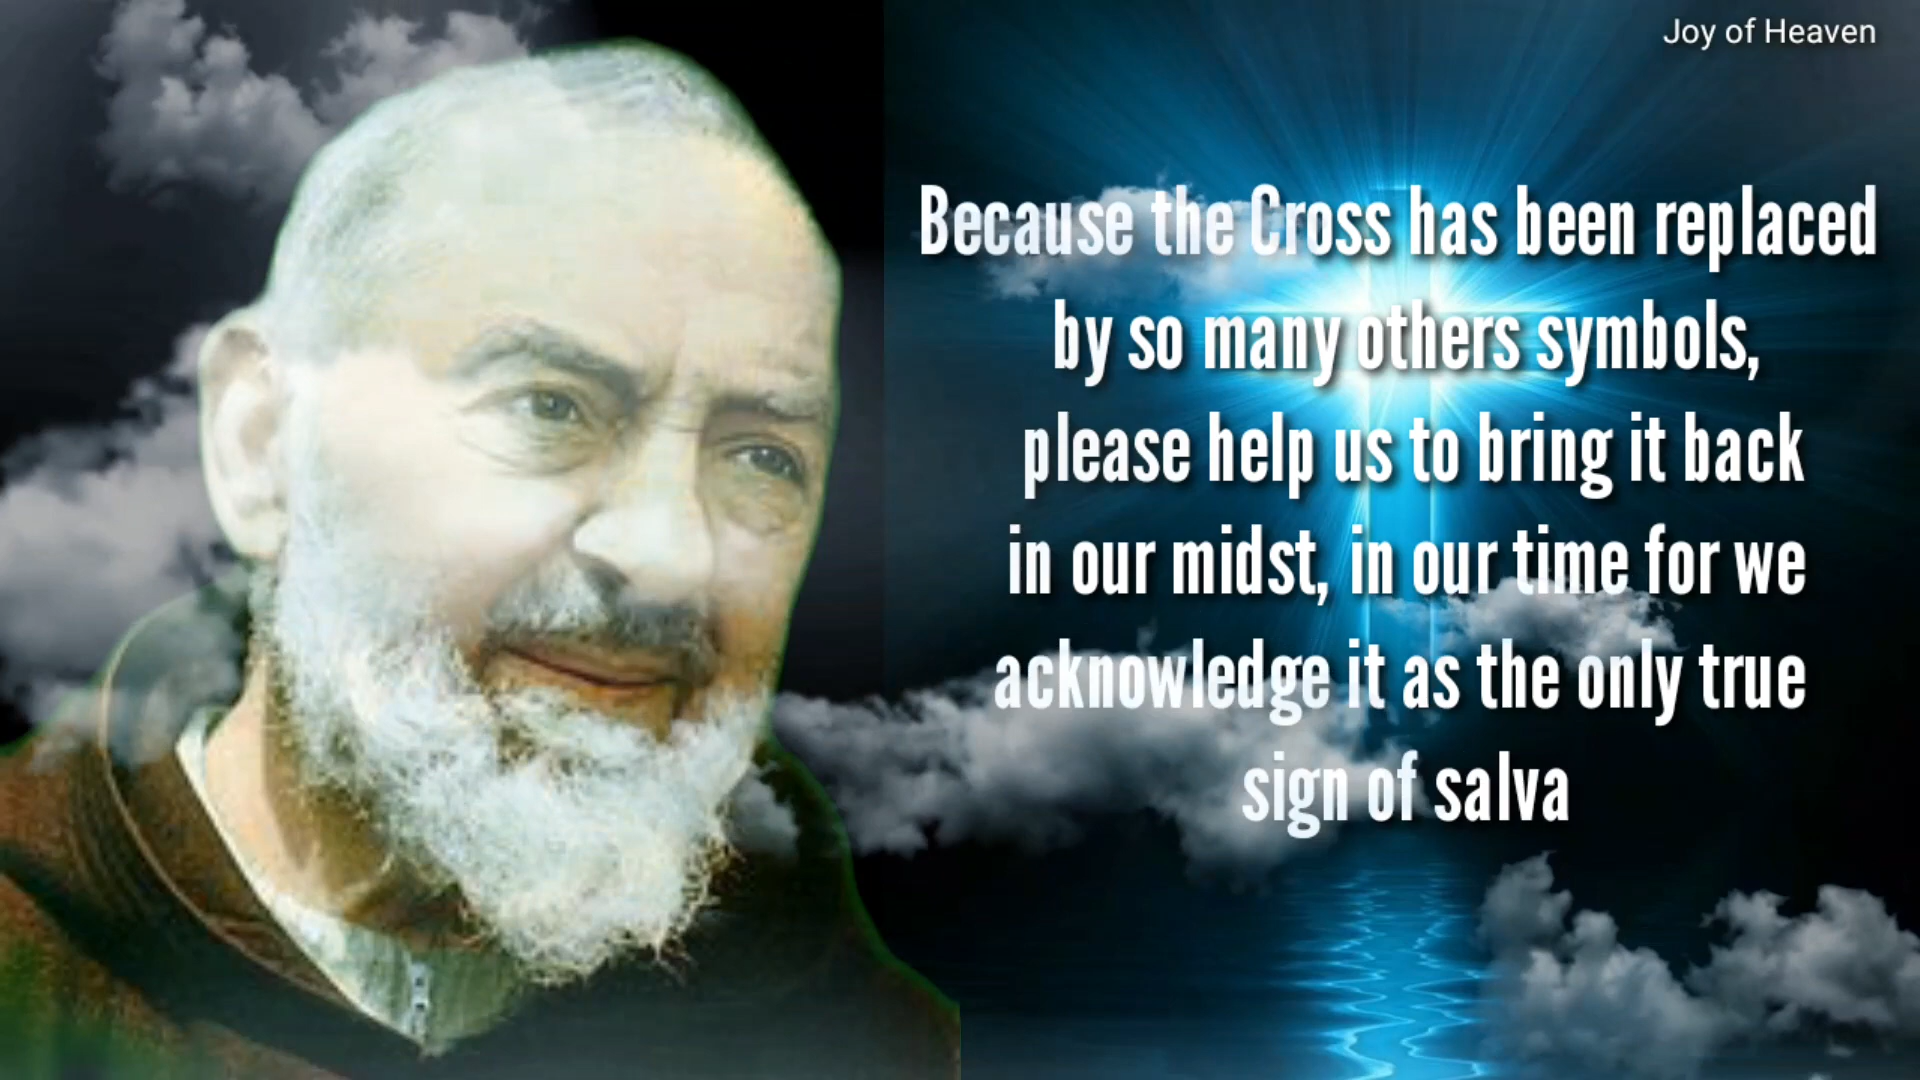 Joy of Heaven
Because the Cross has been replaced
by so many others symbols,
please help us to bring it back
in our midst, in our time for we
acknowledge it as the only true
sign of salva